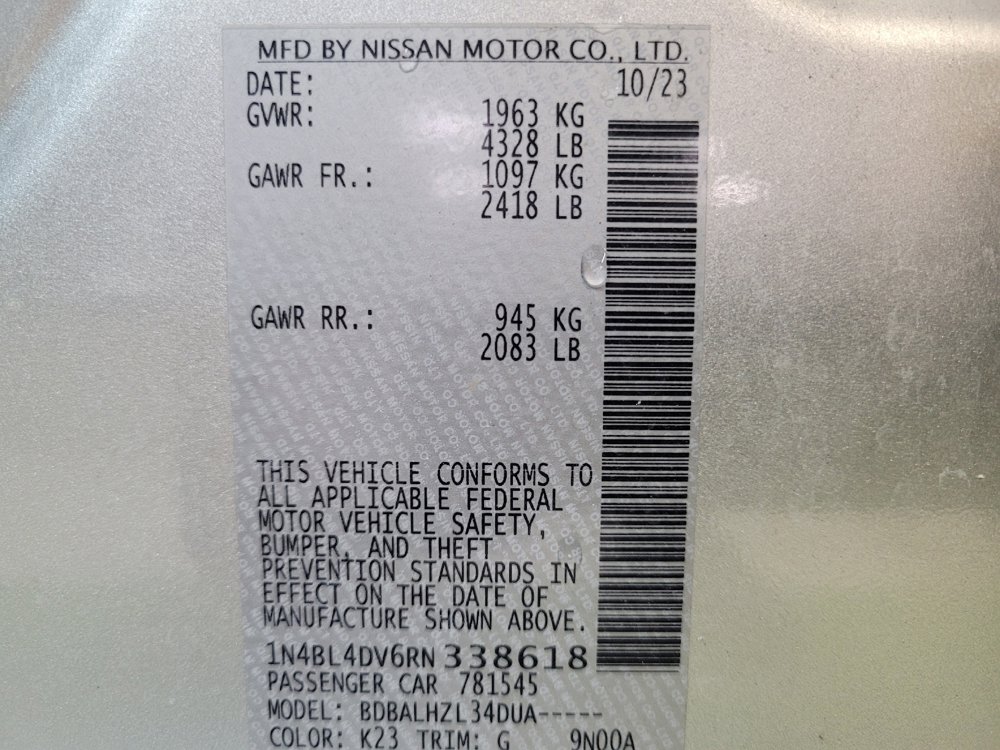 MFD BY NISSAN MOTOR CO., LTD.
DATE: 10/23
GVWR: 1963 KG
4328 LB
GAWR FR.: 1097 KG
2418 LB
GAWR RR.: 945 KG
2083 LB
THIS VEHICLE CONFORMS TO
ALL APPLICABLE FEDERAL
MOTOR VEHICLE SAFETY,
BUMPER, AND THEFT
PREVENTION STANDARDS IN
EFFECT ON THE DATE OF
MANUFACTURE SHOWN ABOVE.
1N4BL4DV6RN338618
PASSENGER CAR 781545
MODEL: BDBALHZL34DUA-----
COLOR: K23 TRIM: G 9N00A